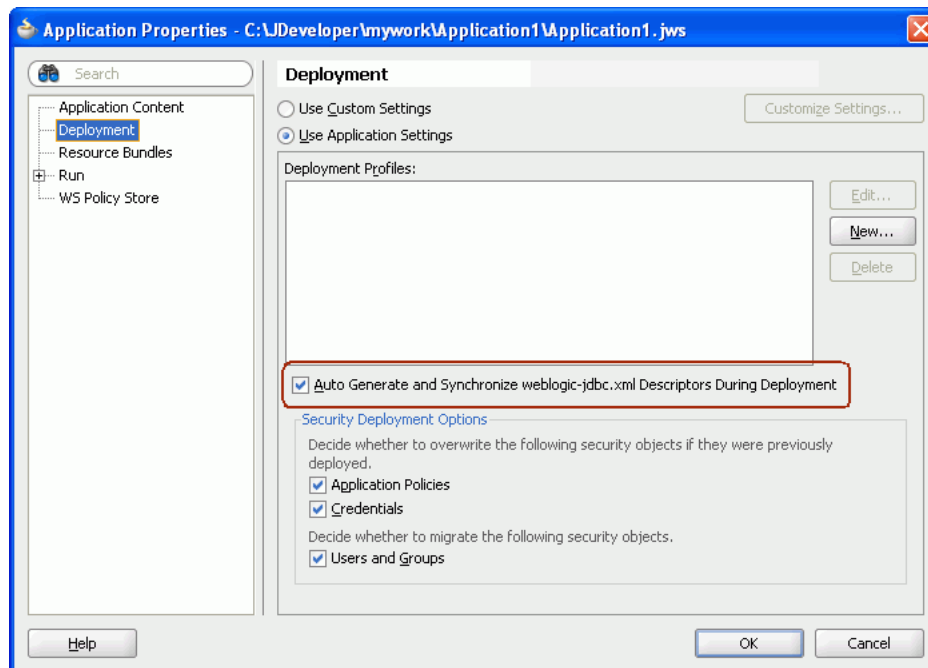 Application Properties - C:\JDeveloper\mywork\Application1\Application1.jws
Search
Application Content
Deployment
Resource Bundles
Run
WS Policy Store
Deployment
Use Custom Settings
Customize Settings...
Use Application Settings
Deployment Profiles:
Edit...
New...
Delete
Auto Generate and Synchronize weblogic-jdbc.xml Descriptors During Deployment
Security Deployment Options
Decide whether to overwrite the following security objects if they were previously
deployed.
Application Policies
Credentials
Decide whether to migrate the following security objects.
Users and Groups
Help
OK
Cancel